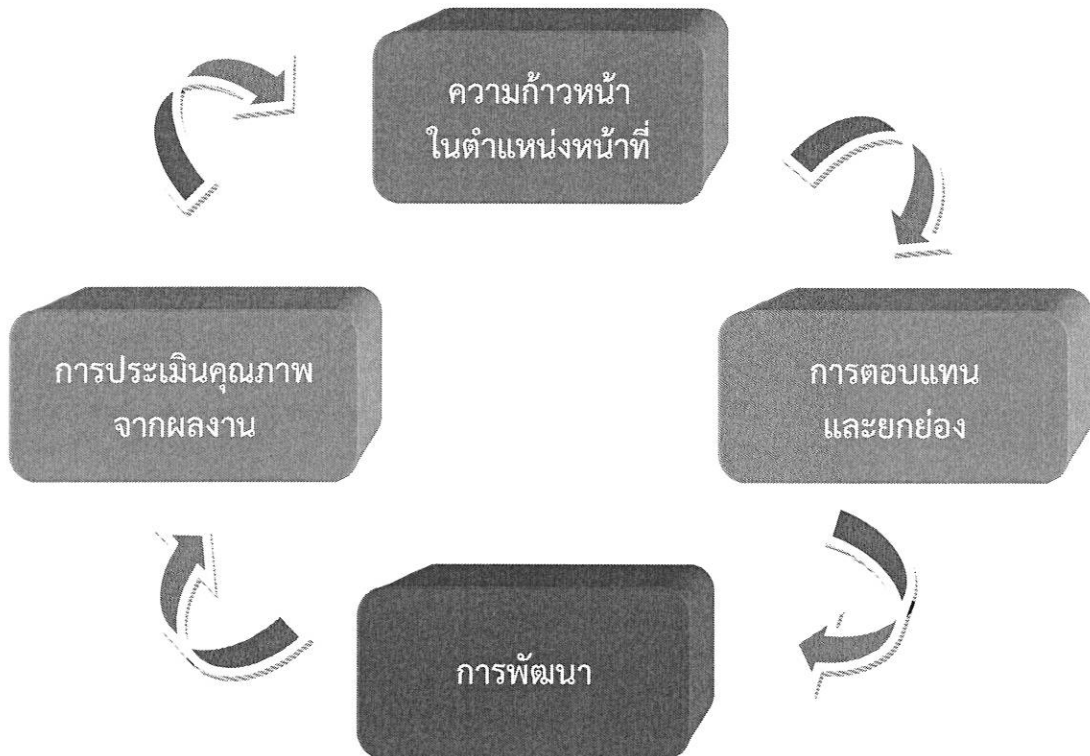 ความก้าวหน้า
ในตำแหน่งหน้าที่
การประเมินคุณภาพ
จากผลงาน
การตอบแทน
และยกย่อง
การพัฒนา